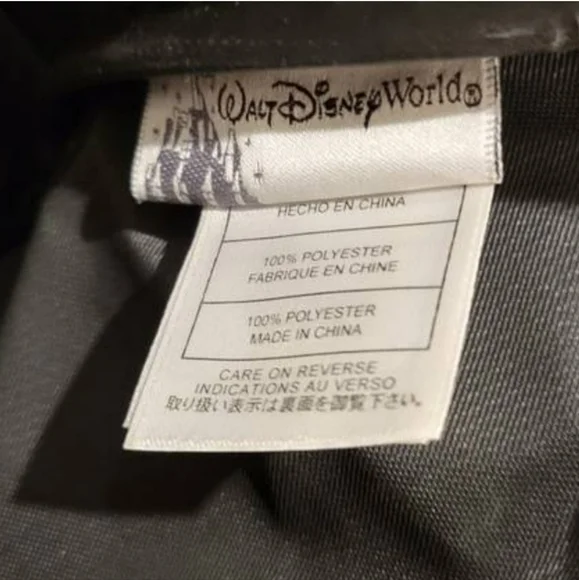 Walt Disney World®
HECHO EN CHINA
100% POLYESTER
FABRIQUE EN CHINE
100% POLYESTER
MADE IN CHINA
CARE ON REVERSE
INDICATIONS AU VERSO
取り扱い表示は裏面を御覧下さい。